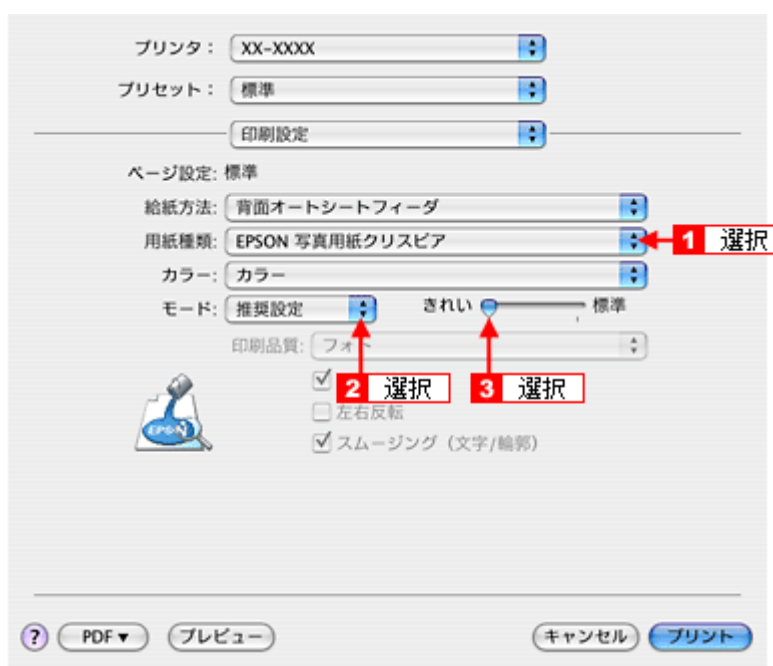 プリンタ： XX-XXXX
プリセット： 標準
印刷設定
ページ設定: 標準
給紙方法: 背面オートシートフィーダ
用紙種類: EPSON 写真用紙クリスピア
1 選択
カラー: カラー
モード: 推奨設定 きれい 標準
印刷品質: フォト
2 選択 3 選択
左右反転
EPSON
スムージング（文字/輪郭）
? PDF▼ プレビュー キャンセル プリント